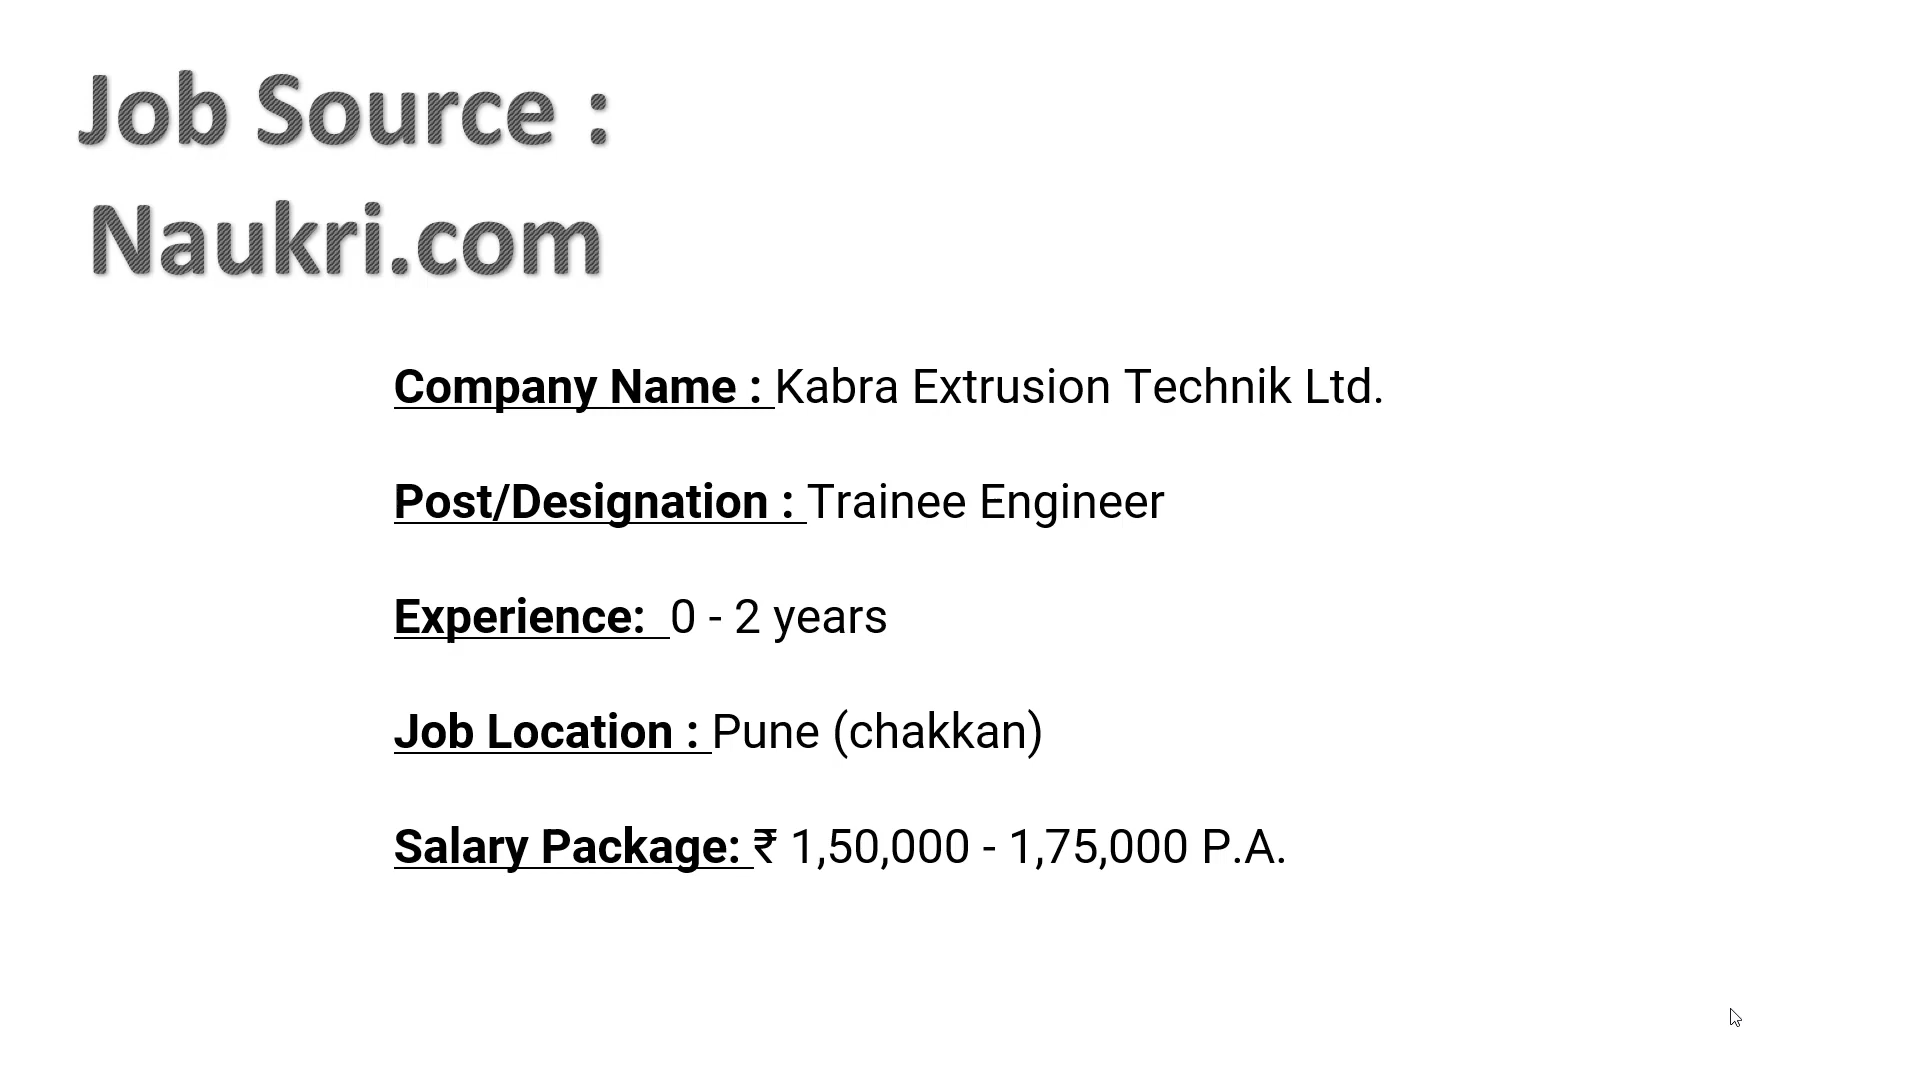 Job Source :
Naukri.com
Company Name : Kabra Extrusion Technik Ltd.
Post/Designation : Trainee Engineer
Experience:  0 - 2 years
Job Location : Pune (chakkan)
Salary Package: ₹ 1,50,000 - 1,75,000 P.A.